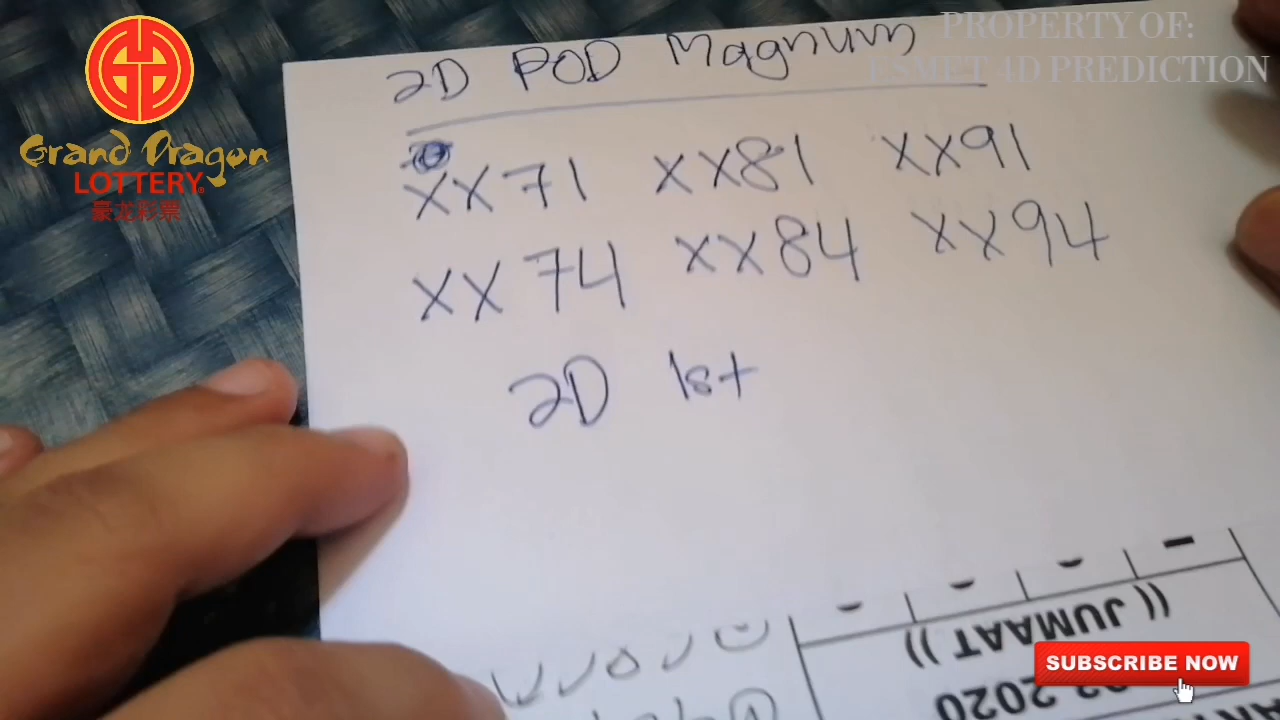 PROPERTY OF:
ESMET 4D PREDICTION
Grand Dragon
LOTTERY
豪龙彩票
2D POD Magnum
XX71 XX81 XX91
XX74 XX84 XX94
2D 1st
(( JUMAAT ))
2020
SUBSCRIBE NOW